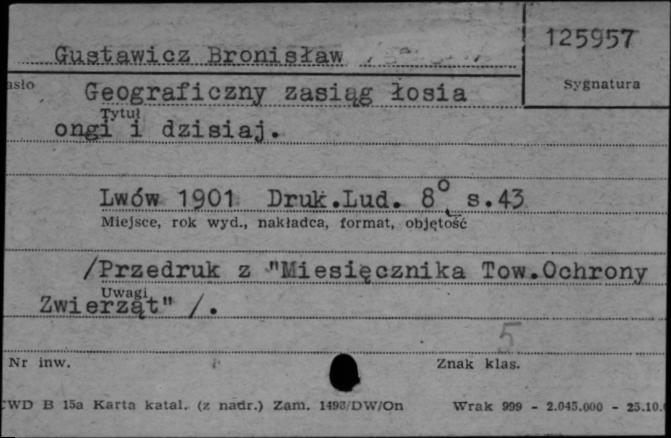 Gustawicz Bronisław
125957
Sygnatura
asło
Geograficzny zasiąg łosia
Tytuł
ongi i dzisiaj.
Lwów 1901 Druk.Lud. 8° s.43
Miejsce, rok wyd., nakładca, format, objętość
/Przedruk z "Miesięcznika Tow.Ochrony
Uwagi
Zwierząt" /.
5
Nr inw.
Znak klas.
CWD B 15a Karta katal. (z nadr.) Zam. 1498/DW/On Wrak 999 - 2.045.000 - 25.10.